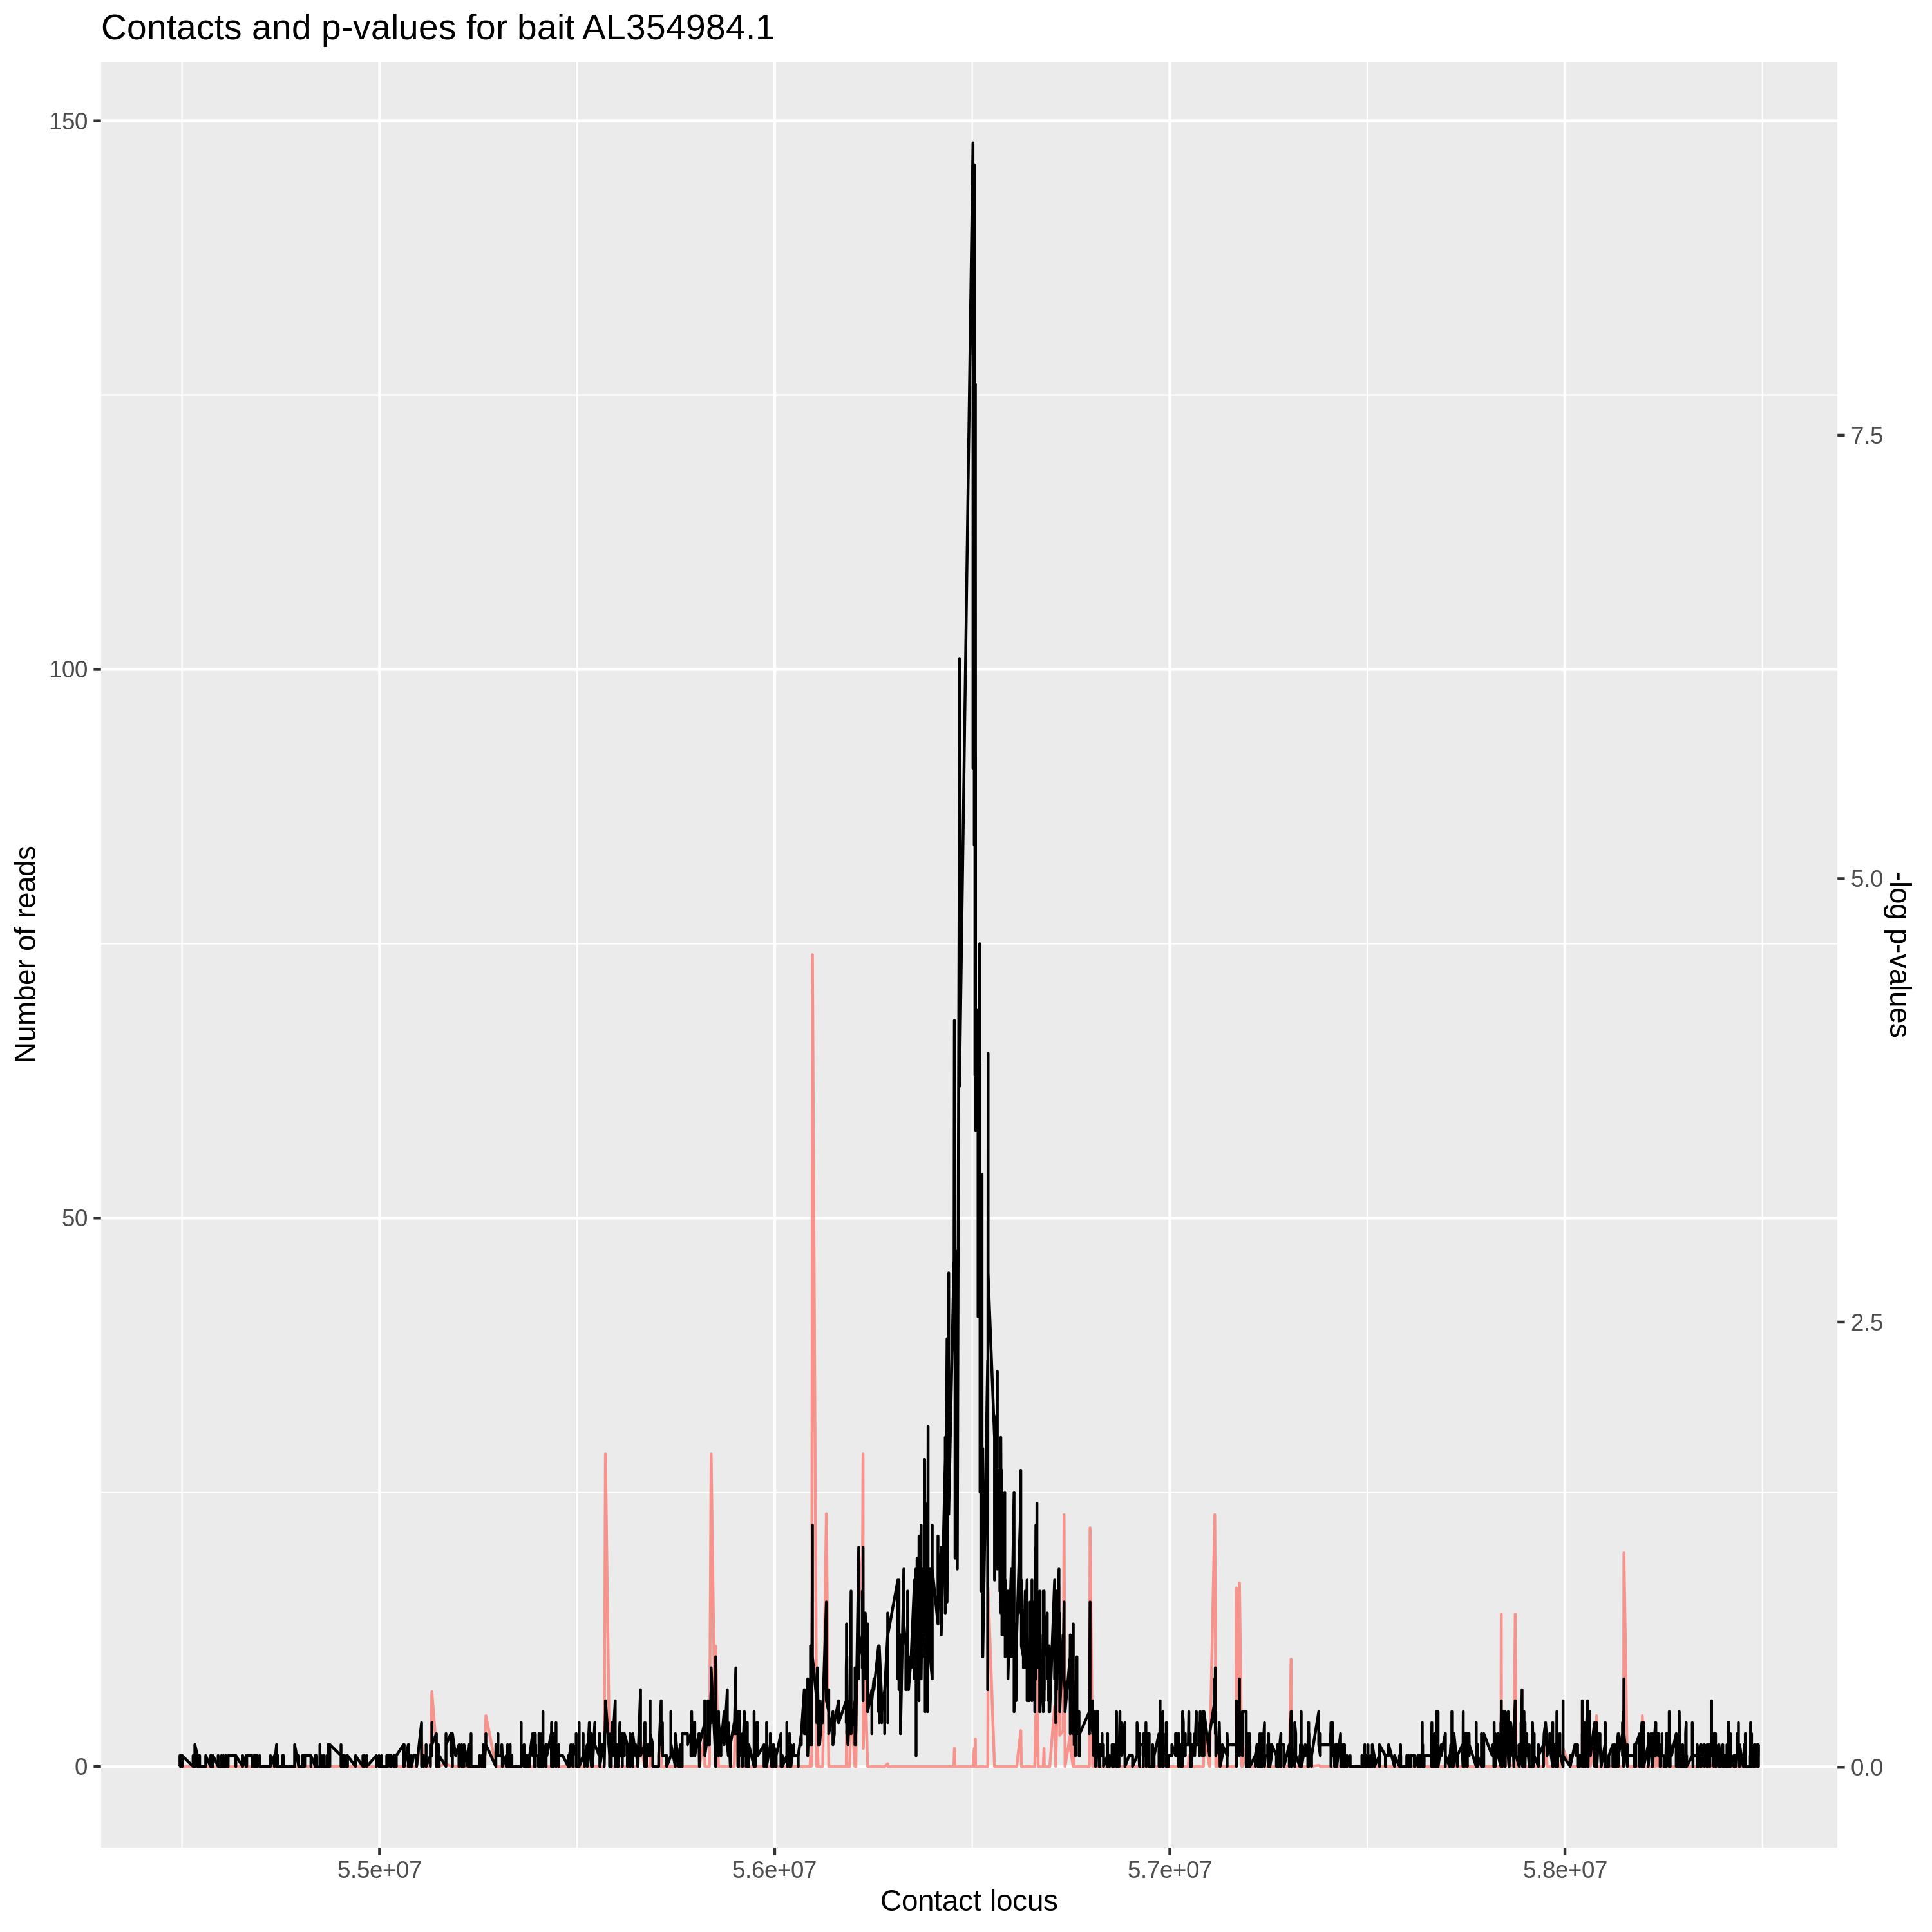 Contacts and p-values for bait AL354984.1
150
100
50
0
7.5
5.0
2.5
0.0
Number of reads
-log p-values
5.5e+07 5.6e+07 5.7e+07 5.8e+07
Contact locus